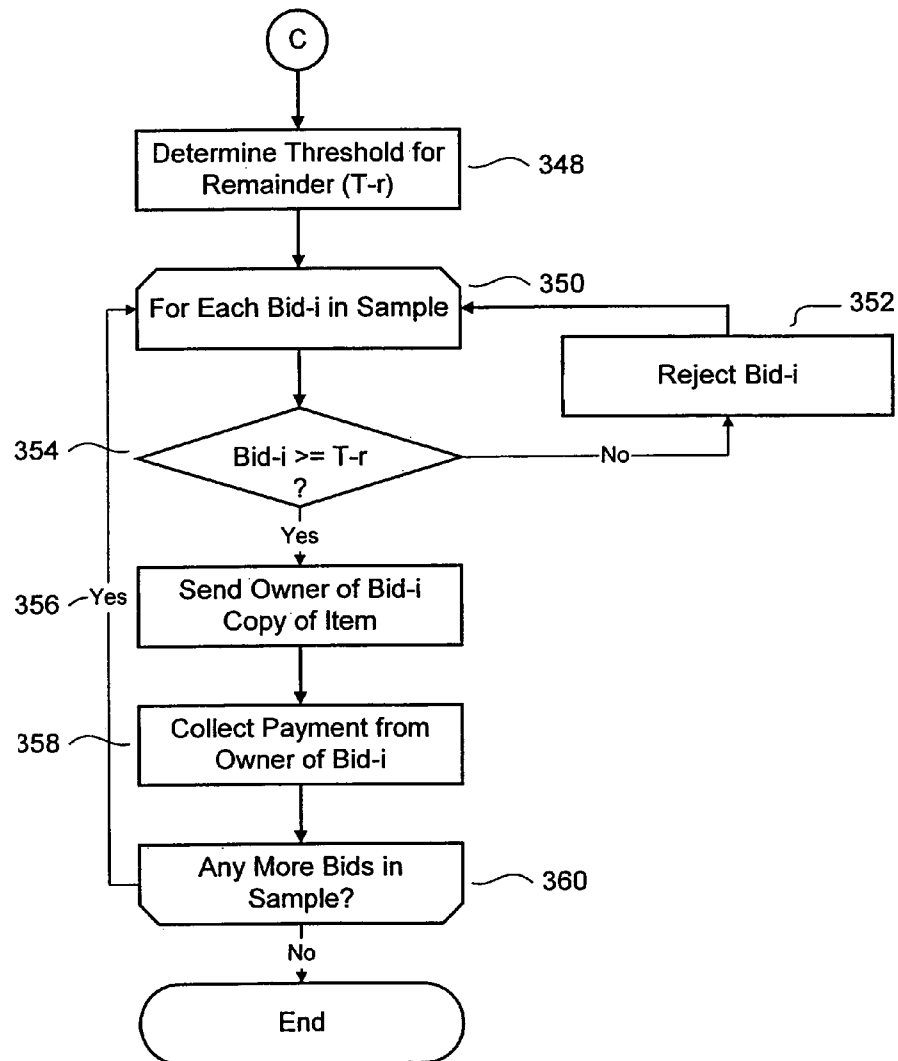 C
Determine Threshold for
Remainder (T-r)
348
For Each Bid-i in Sample
350
352
Reject Bid-i
354
Bid-i >= T-r
?
No
Yes
356
Yes
Send Owner of Bid-i
Copy of Item
358
Collect Payment from
Owner of Bid-i
Any More Bids in
Sample?
360
No
End